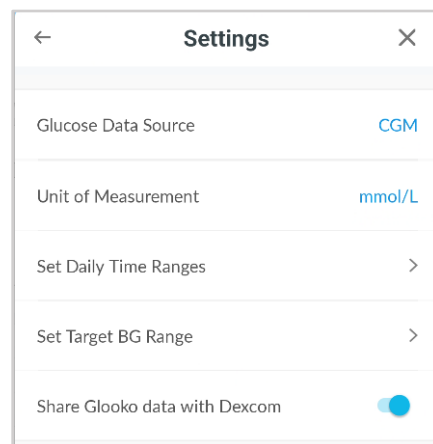 Settings
Glucose Data Source CGM
Unit of Measurement mmol/L
Set Daily Time Ranges
Set Target BG Range
Share Glooko data with Dexcom